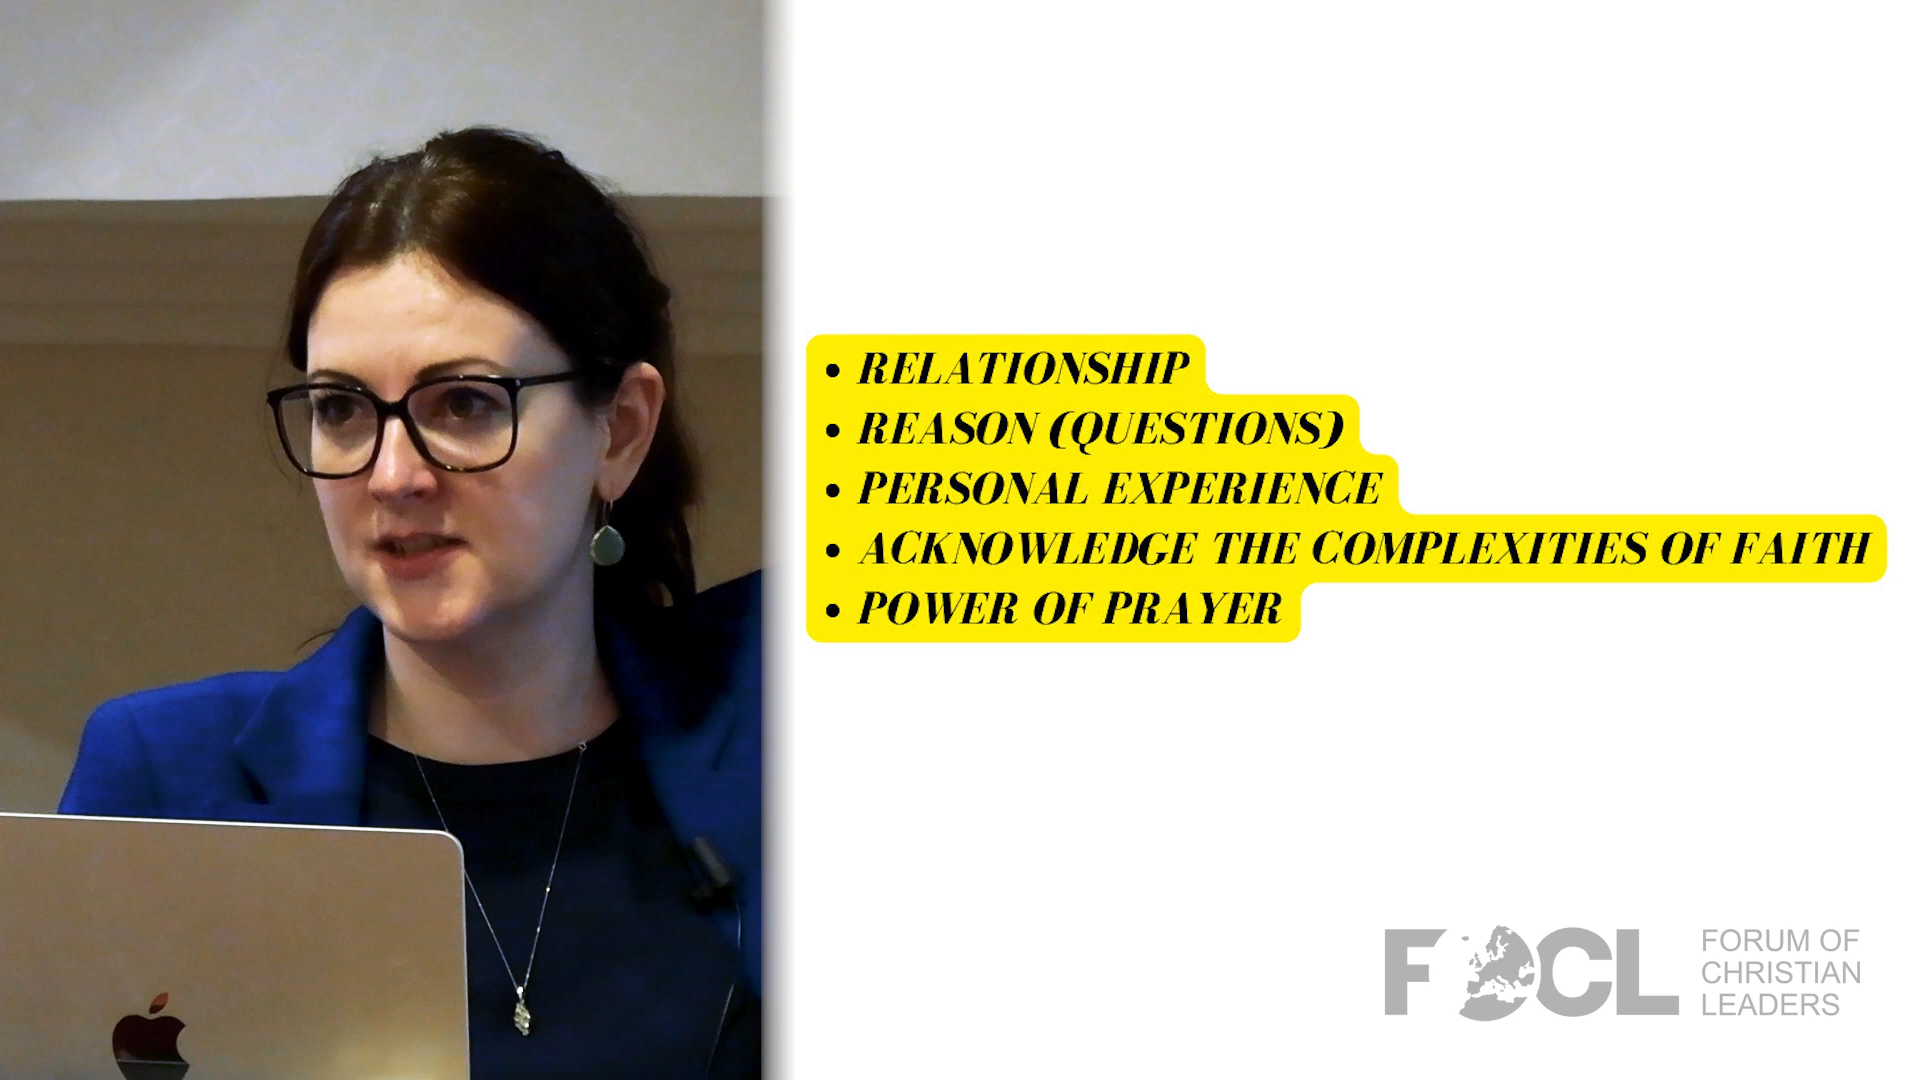 • RELATIONSHIP
• REASON (QUESTIONS)
• PERSONAL EXPERIENCE
• ACKNOWLEDGE THE COMPLEXITIES OF FAITH
• POWER OF PRAYER
FOCL
FORUM OF
CHRISTIAN
LEADERS